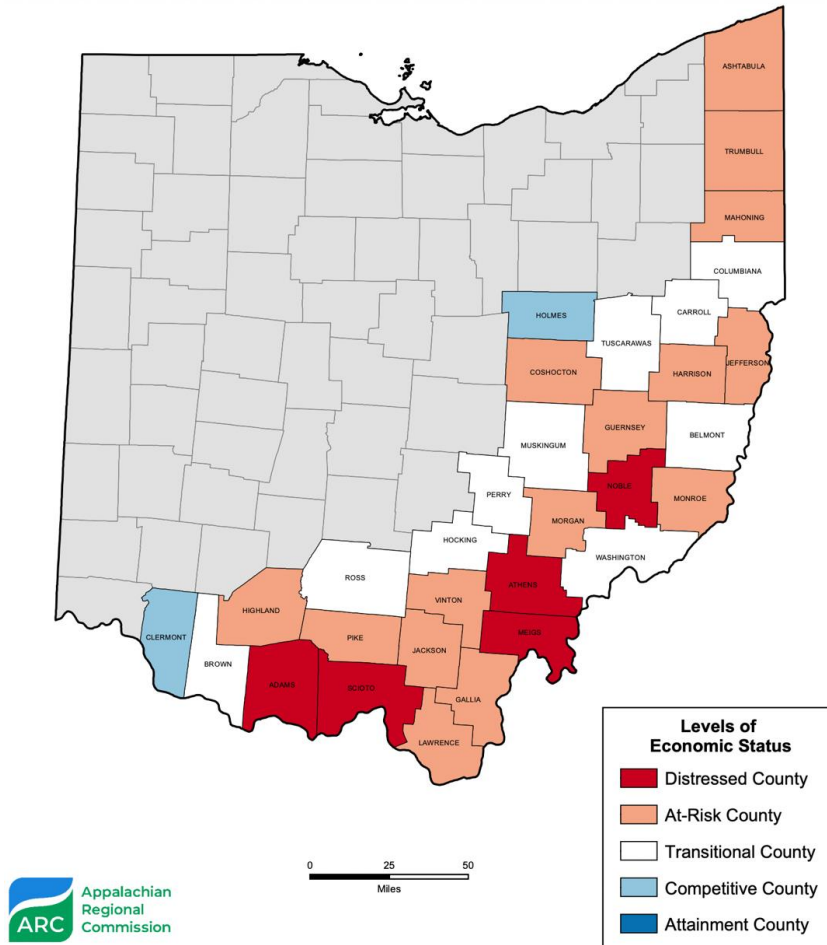 ASHTABULA
TRUMBULL
MAHONING
COLUMBIANA
HOLMES
CARROLL
TUSCARAWAS
JEFFERSON
COSHOCTON
HARRISON
GUERNSEY
BELMONT
MUSKINGUM
NOBLE
PERRY
MONROE
MORGAN
HOCKING
WASHINGTON
ROSS
ATHENS
VINTON
HIGHLAND
CLERMONT
PIKE
MEIGS
JACKSON
BROWN
ADAMS
SCIOTO
GALLIA
LAWRENCE
Levels of
Economic Status
Distressed County
At-Risk County
Transitional County
Competitive County
Attainment County
0 25 50
Miles
ARC
Appalachian
Regional
Commission